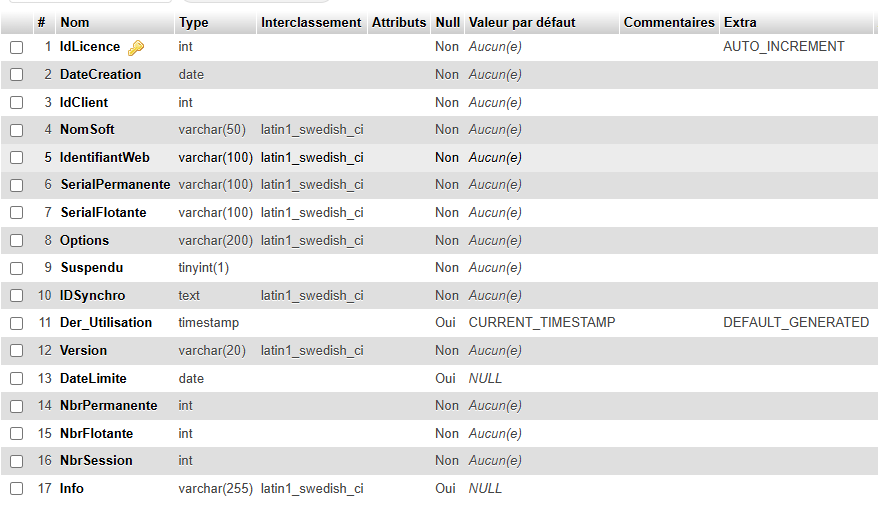 # Nom Type Interclassement Attributs Null Valeur par défaut Commentaires Extra
1 IdLicence int Non Aucun(e) AUTO_INCREMENT
2 DateCreation date Non Aucun(e)
3 IdClient int Non Aucun(e)
4 NomSoft varchar(50) latin1_swedish_ci Non Aucun(e)
5 IdentifiantWeb varchar(100) latin1_swedish_ci Non Aucun(e)
6 SerialPermanente varchar(100) latin1_swedish_ci Non Aucun(e)
7 SerialFlotante varchar(100) latin1_swedish_ci Non Aucun(e)
8 Options varchar(200) latin1_swedish_ci Non Aucun(e)
9 Suspendu tinyint(1) Non Aucun(e)
10 IDSynchro text latin1_swedish_ci Non Aucun(e)
11 Der_Utilisation timestamp Oui CURRENT_TIMESTAMP DEFAULT_GENERATED
12 Version varchar(20) latin1_swedish_ci Non Aucun(e)
13 DateLimite date Oui NULL
14 NbrPermanente int Non Aucun(e)
15 NbrFlotante int Non Aucun(e)
16 NbrSession int Non Aucun(e)
17 Info varchar(255) latin1_swedish_ci Oui NULL